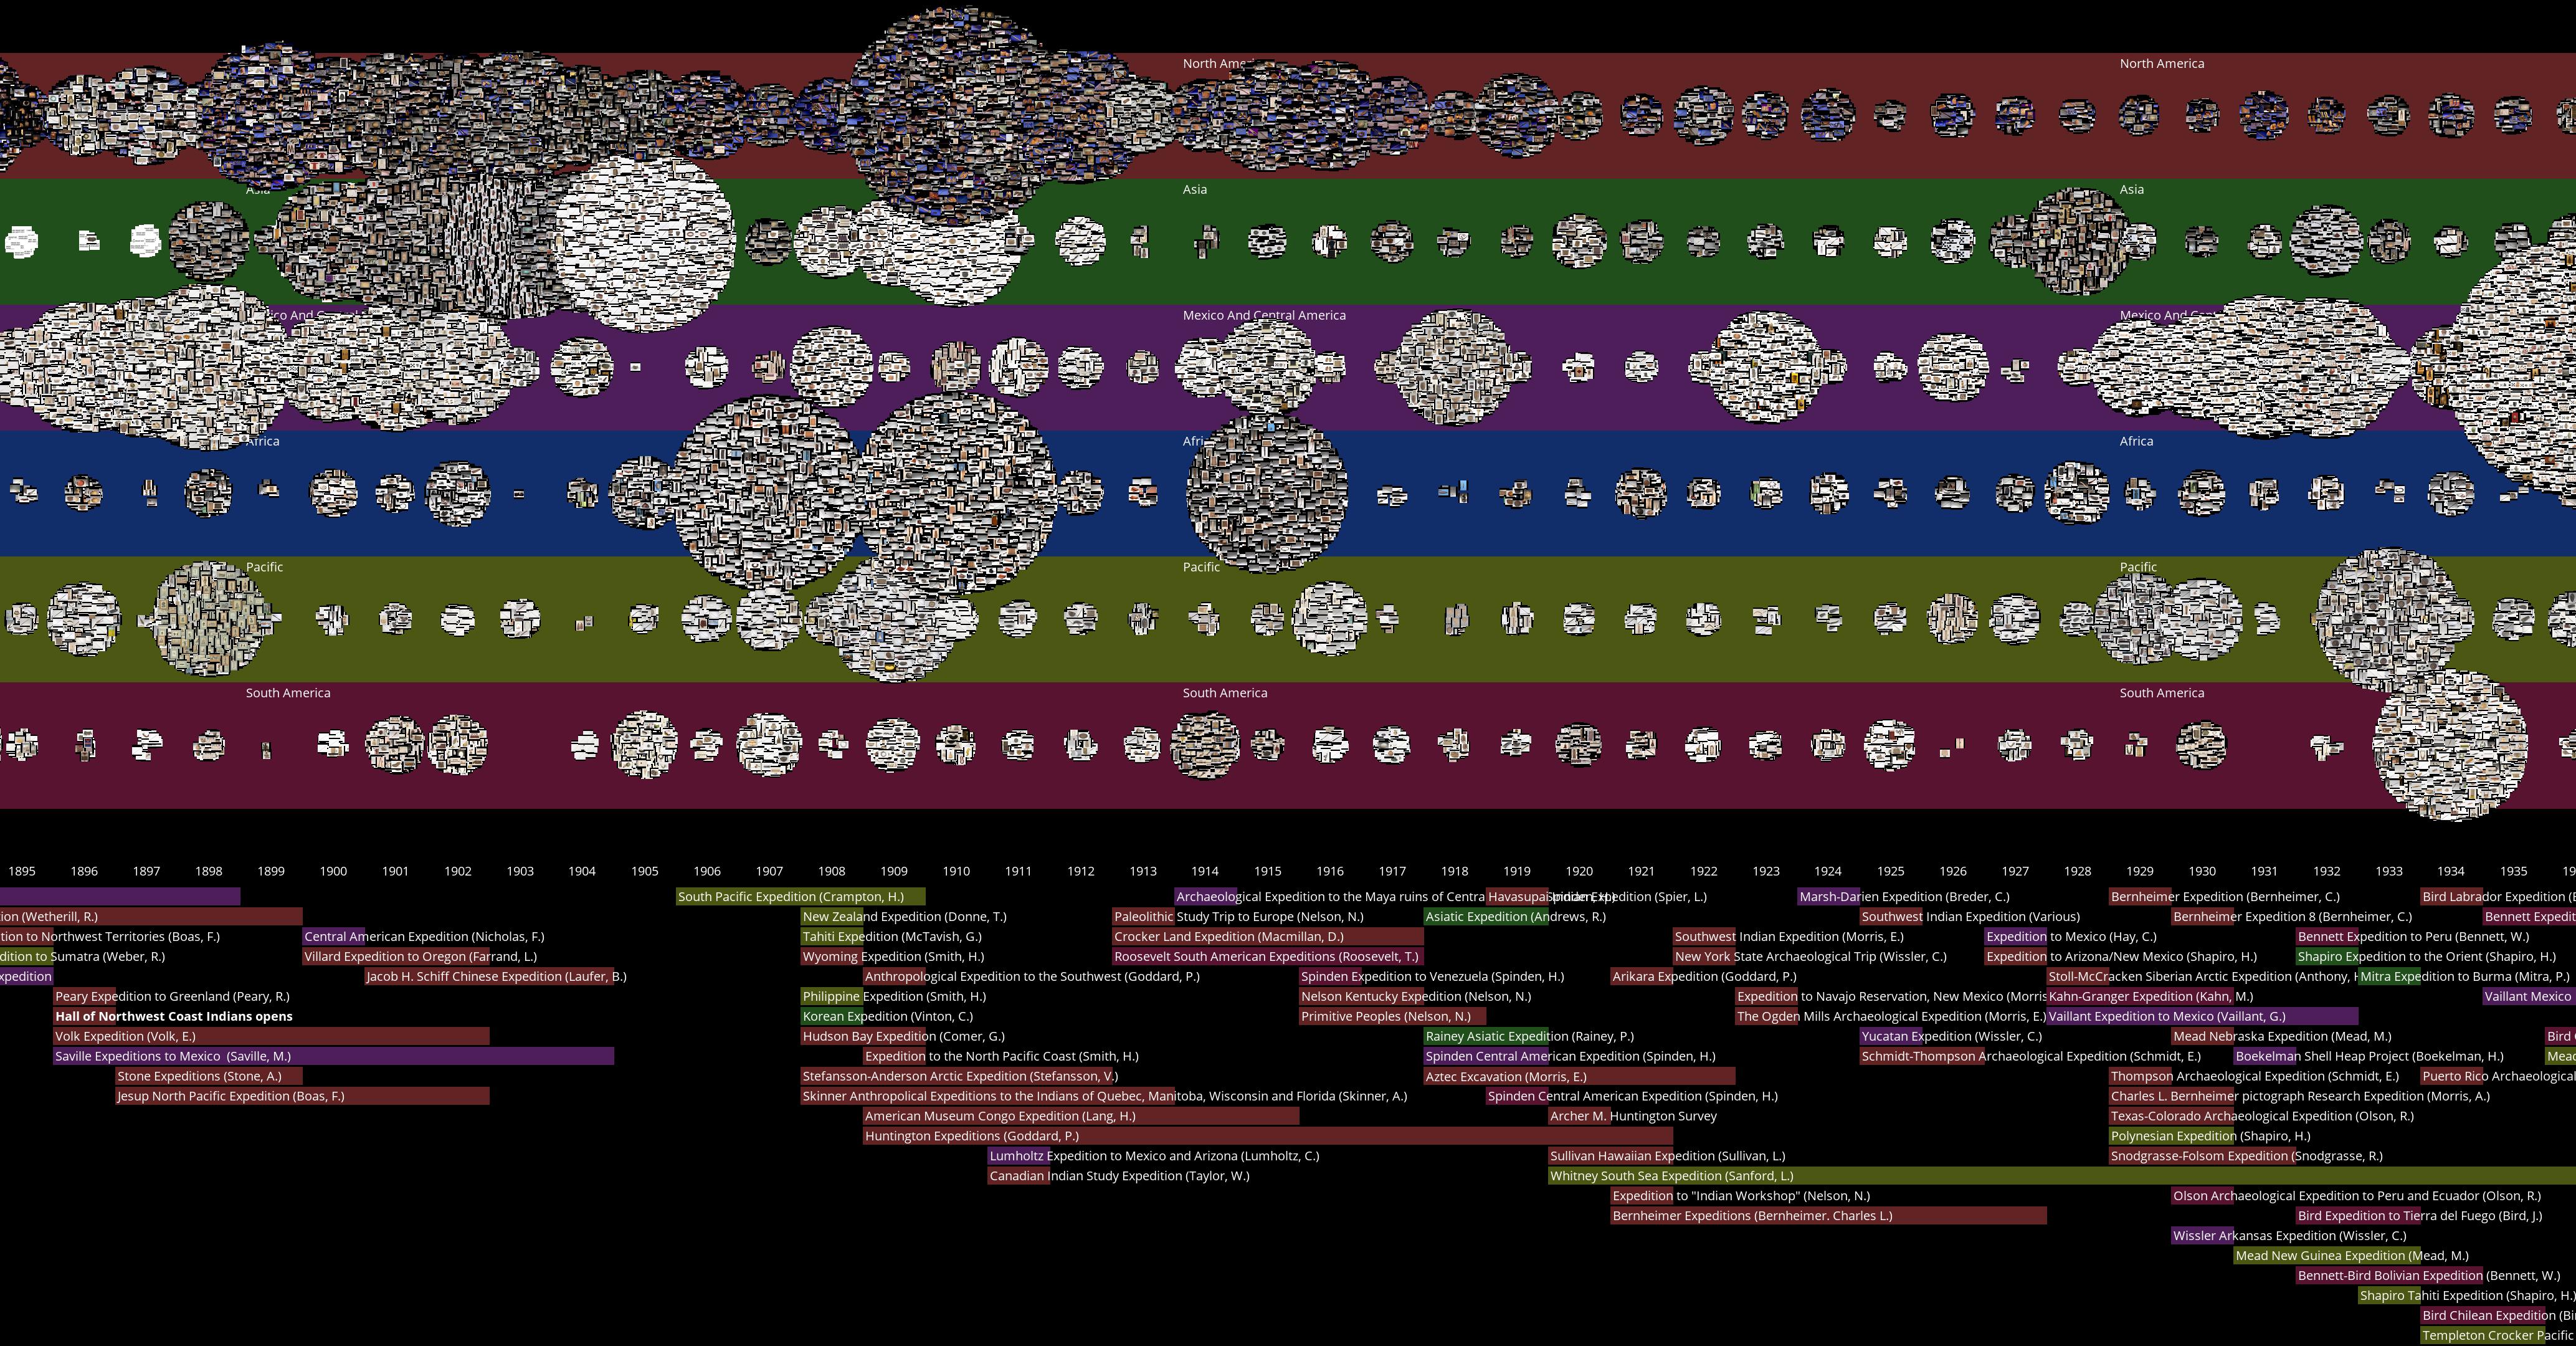 North America
North America
Asia
Asia
Asia
Mexico And Central America
Mexico And
Africa
Africa
Pacific
Pacific
Pacific
South America
South America
South America
1895 1896 1897 1898 1899 1900 1901 1902 1903 1904 1905 1906 1907 1908 1909 1910 1911 1912 1913 1914 1915 1916 1917 1918 1919 1920 1921 1922 1923 1924 1925 1926 1927 1928 1929 1930 1931 1932 1933 1934 1935 19
South Pacific Expedition (Crampton, H.) Archaeological Expedition to the Maya ruins of Centra Havasupai Indian Expedition (Spier, L.) Marsh-Darien Expedition (Breder, C.) Bernheimer Expedition (Bernheimer, C.) Bird Labrador Expedition (B
ion (Wetherill, R.) New Zealand Expedition (Donne, T.) Paleolithic Study Trip to Europe (Nelson, N.) Asiatic Expedition (Andrews, R.) Southwest Indian Expedition (Various) Bernheimer Expedition 8 (Bernheimer, C.) Bennett Expedit
tion to Northwest Territories (Boas, F.) Central American Expedition (Nicholas, F.) Tahiti Expedition (McTavish, G.) Crocker Land Expedition (Macmillan, D.) Southwest Indian Expedition (Morris, E.) Expedition to Mexico (Hay, C.) Bennett Expedition to Peru (Bennett, W.)
dition to Sumatra (Weber, R.) Villard Expedition to Oregon (Farrand, L.) Wyoming Expedition (Smith, H.) Roosevelt South American Expeditions (Roosevelt, T.) New York State Archaeological Trip (Wissler, C.) Expedition to Arizona/New Mexico (Shapiro, H.) Shapiro Expedition to the Orient (Shapiro, H.)
xpedition Jacob H. Schiff Chinese Expedition (Laufer, B.) Anthropological Expedition to the Southwest (Goddard, P.) Spinden Expedition to Venezuela (Spinden, H.) Arikara Expedition (Goddard, P.) Stoll-McCracken Siberian Arctic Expedition (Anthony, Mitra Expedition to Burma (Mitra, P.)
Peary Expedition to Greenland (Peary, R.) Philippine Expedition (Smith, H.) Nelson Kentucky Expedition (Nelson, N.) Expedition to Navajo Reservation, New Mexico (Morris Kahn-Granger Expedition (Kahn, M.) Vaillant Mexico
Hall of Northwest Coast Indians opens Korean Expedition (Vinton, C.) Primitive Peoples (Nelson, N.) The Ogden Mills Archaeological Expedition (Morris, E.) Vaillant Expedition to Mexico (Vaillant, G.)
Volk Expedition (Volk, E.) Hudson Bay Expedition (Comer, G.) Rainey Asiatic Expedition (Rainey, P.) Yucatan Expedition (Wissler, C.) Mead Nebraska Expedition (Mead, M.) Bird
Saville Expeditions to Mexico (Saville, M.) Expedition to the North Pacific Coast (Smith, H.) Spinden Central American Expedition (Spinden, H.) Schmidt-Thompson Archaeological Expedition (Schmidt, E.) Boekelman Shell Heap Project (Boekelman, H.) Mead
Stone Expeditions (Stone, A.) Stefansson-Anderson Arctic Expedition (Stefansson, V.) Aztec Excavation (Morris, E.) Thompson Archaeological Expedition (Schmidt, E.) Puerto Rico Archaeological
Jesup North Pacific Expedition (Boas, F.) Skinner Anthropolical Expeditions to the Indians of Quebec, Manitoba, Wisconsin and Florida (Skinner, A.) Spinden Central American Expedition (Spinden, H.) Charles L. Bernheimer pictograph Research Expedition (Morris, A.)
American Museum Congo Expedition (Lang, H.) Archer M. Huntington Survey Texas-Colorado Archaeological Expedition (Olson, R.)
Huntington Expeditions (Goddard, P.) Polynesian Expedition (Shapiro, H.)
Lumholtz Expedition to Mexico and Arizona (Lumholtz, C.) Sullivan Hawaiian Expedition (Sullivan, L.) Snodgrasse-Folsom Expedition (Snodgrasse, R.)
Canadian Indian Study Expedition (Taylor, W.) Whitney South Sea Expedition (Sanford, L.)
Expedition to "Indian Workshop" (Nelson, N.) Olson Archaeological Expedition to Peru and Ecuador (Olson, R.)
Bernheimer Expeditions (Bernheimer. Charles L.) Bird Expedition to Tierra del Fuego (Bird, J.)
Wissler Arkansas Expedition (Wissler, C.)
Mead New Guinea Expedition (Mead, M.)
Bennett-Bird Bolivian Expedition (Bennett, W.)
Shapiro Tahiti Expedition (Shapiro, H.)
Bird Chilean Expedition (Bi
Templeton Crocker Pacific